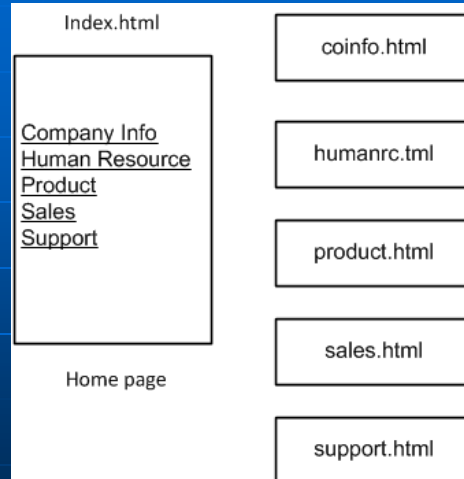 Index.html
Company Info
Human Resource
Product
Sales
Support
Home page
coinfo.html
humanrc.tml
product.html
sales.html
support.html